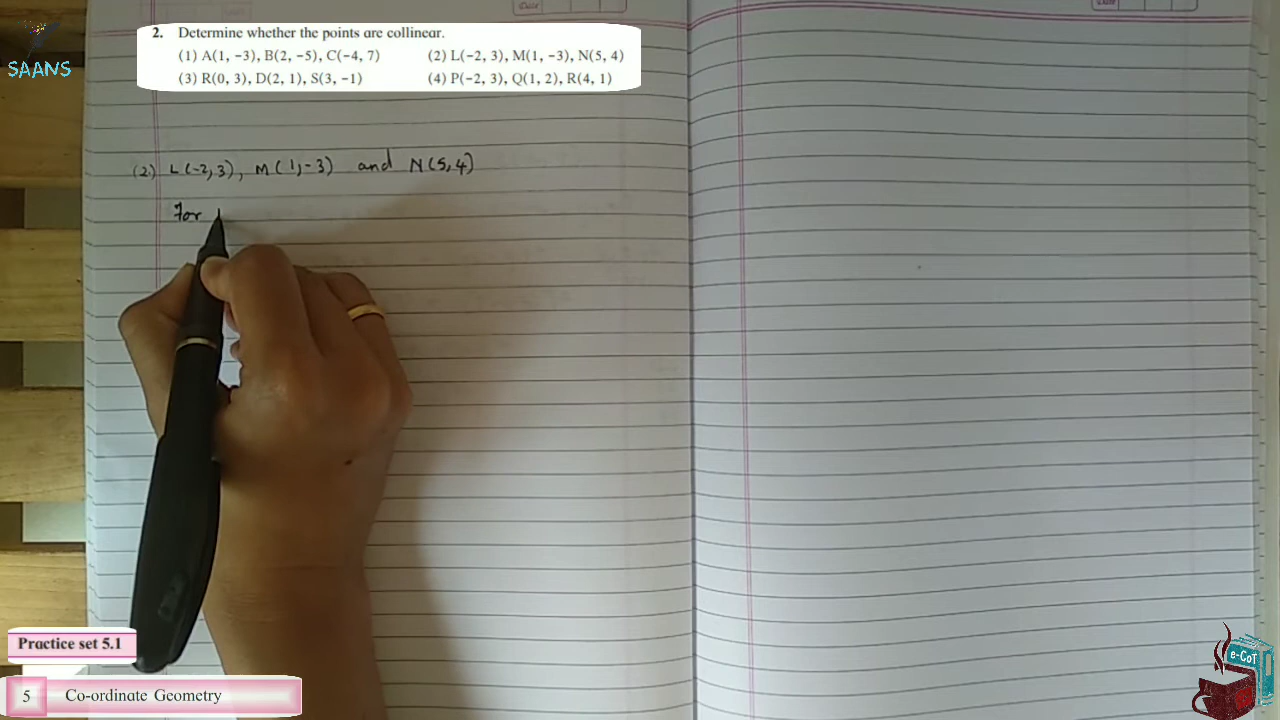 Date
Date
SAANS
2. Determine whether the points are collinear.
(1) A(1, −3), B(2, −5), C(−4, 7) (2) L(−2, 3), M(1, −3), N(5, 4)
(3) R(0, 3), D(2, 1), S(3, −1) (4) P(−2, 3), Q(1, 2), R(4, 1)
(2) L(-2,3), M(1,-3) and N(5,4)
For
Practice set 5.1
5 Co-ordinate Geometry
e-CoT